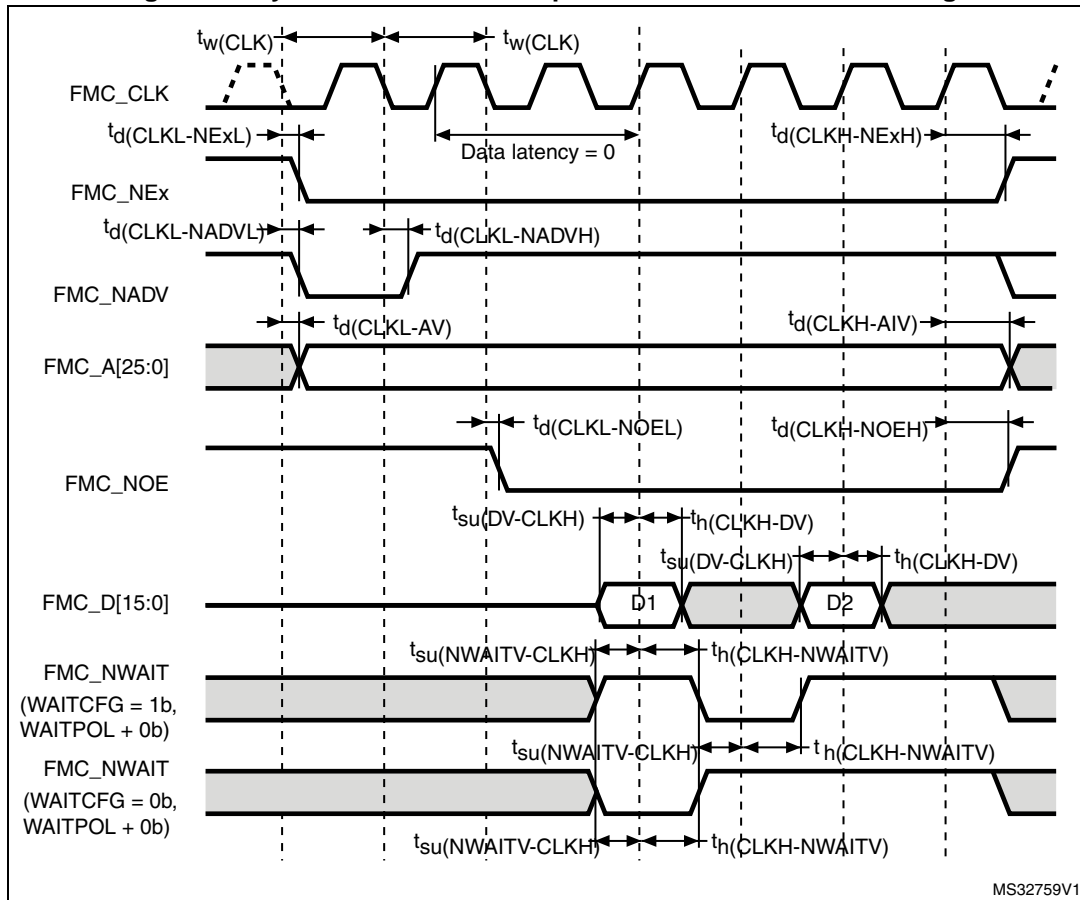 tw(CLK) tw(CLK)
FMC_CLK
td(CLKL-NExL) Data latency = 0 td(CLKH-NExH)
FMC_NEx
td(CLKL-NADVL) td(CLKL-NADVH)
FMC_NADV
td(CLKL-AV) td(CLKH-AIV)
FMC_A[25:0]
td(CLKL-NOEL) td(CLKH-NOEH)
FMC_NOE
tsu(DV-CLKH) th(CLKH-DV)
tsu(DV-CLKH) th(CLKH-DV)
FMC_D[15:0] D1 D2
tsu(NWAITV-CLKH) th(CLKH-NWAITV)
FMC_NWAIT
(WAITCFG = 1b,
WAITPOL + 0b)
tsu(NWAITV-CLKH) th(CLKH-NWAITV)
FMC_NWAIT
(WAITCFG = 0b,
WAITPOL + 0b)
tsu(NWAITV-CLKH) th(CLKH-NWAITV)
MS32759V1